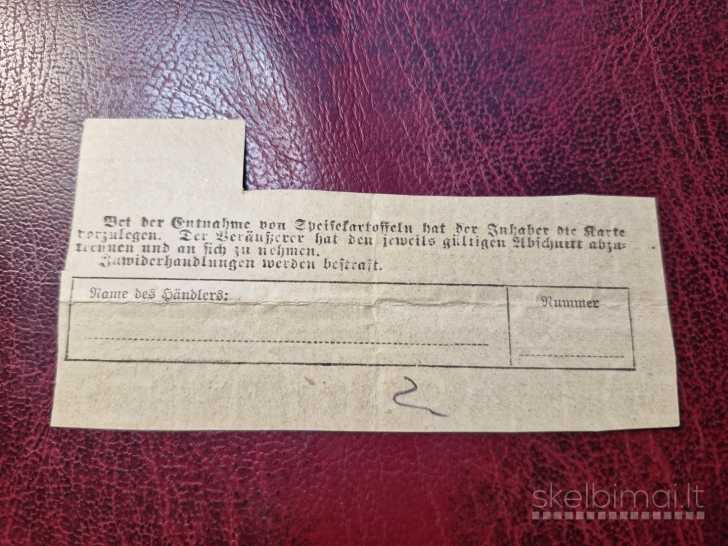 Bei der Entnahme von Speisekartoffeln hat der Inhaber die Karte
vorzulegen. Der Veräußerer hat den jeweils gültigen Abschnitt abzu-
trennen und an sich zu nehmen.
Zuwiderhandlungen werden bestraft.
Name des Händlers:
Nummer
skelbimai.lt